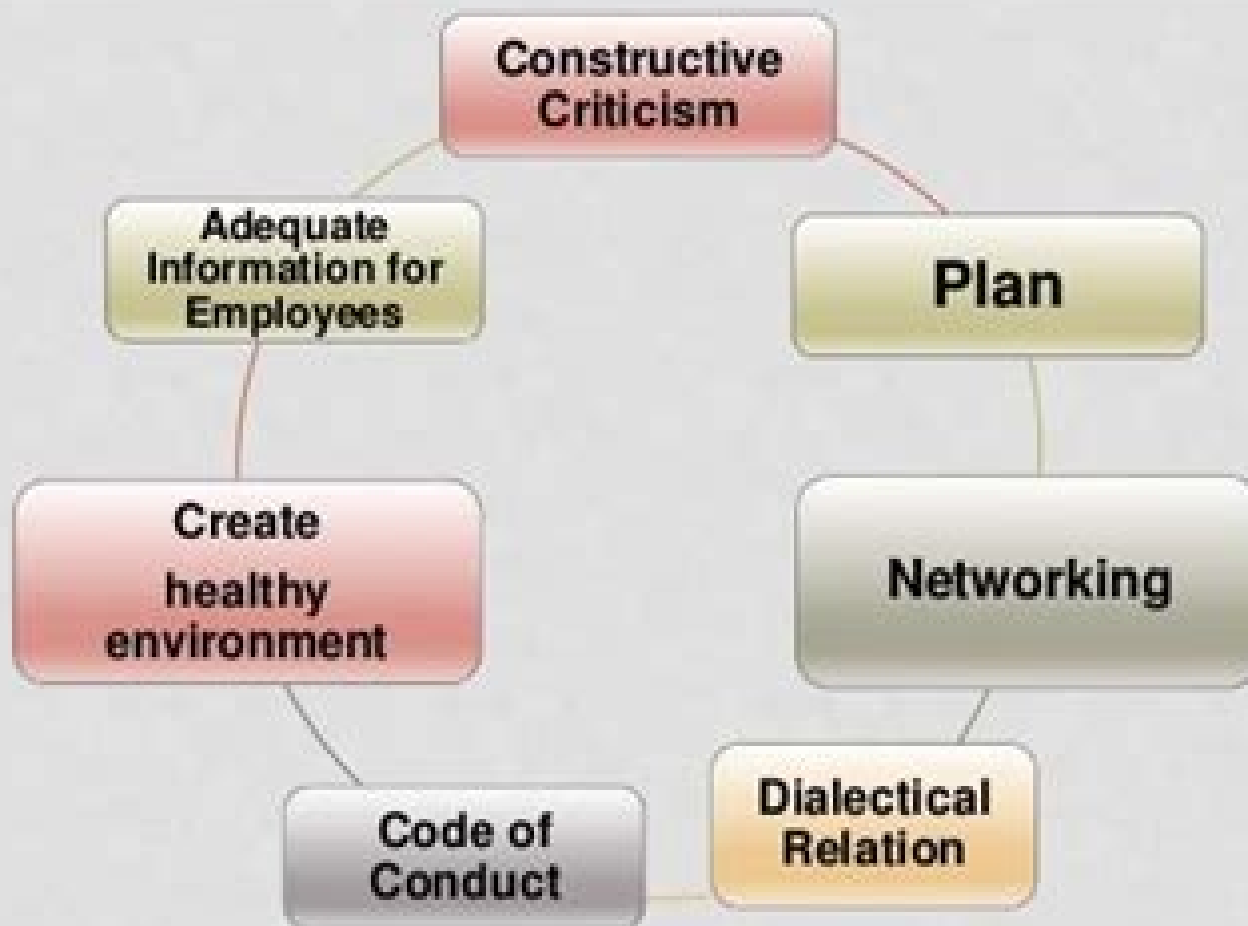 Constructive
Criticism
Plan
Networking
Dialectical
Relation
Code of
Conduct
Create
healthy
environment
Adequate
Information for
Employees